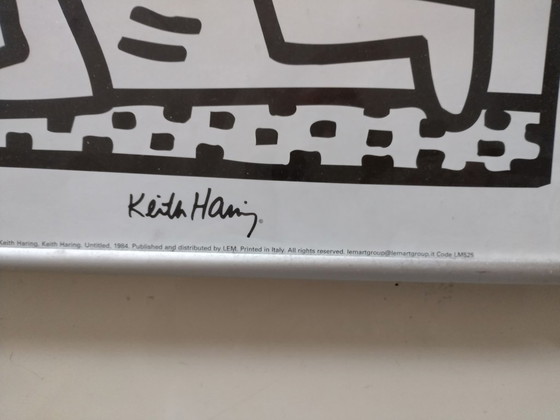 Keith Haring
Keith Haring, Keith Haring. Untitled, 1984. Published and distributed by LEM. Printed in Italy. All rights reserved. lemartgroup@lemartgroup.it Code LM525